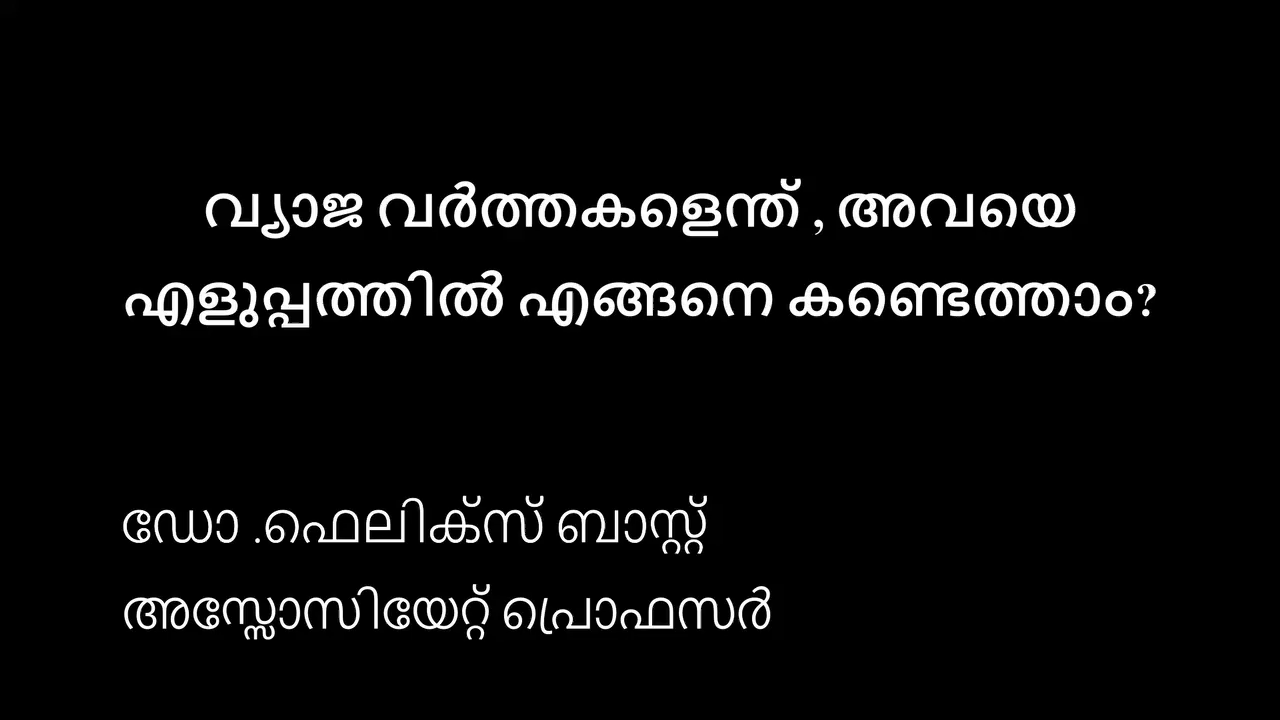 വ്യാജ വർത്തകളെന്ത് , അവയെ
എളുപ്പത്തിൽ എങ്ങനെ കണ്ടെത്താം?
ഡോ .ഫെലിക്സ് ബാസ്റ്റ്
അസ്സോസിയേറ്റ് പ്രൊഫസർ